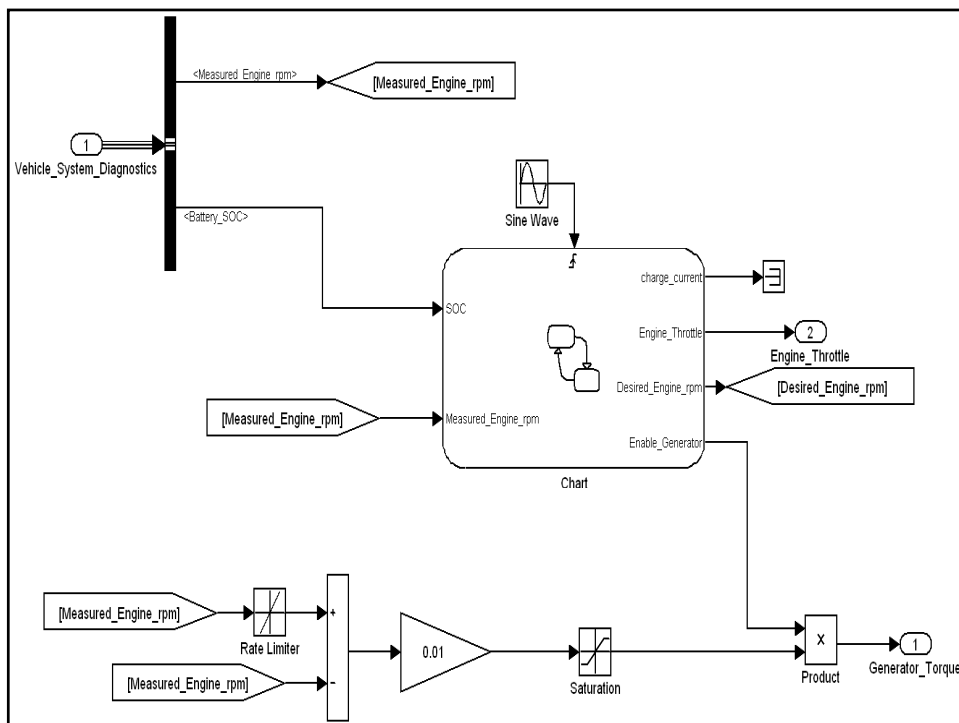 <Measured_Engine_rpm>
[Measured_Engine_rpm]
1
Vehicle_System_Diagnostics
<Battery_SOC>
Sine Wave
charge_current
SOC
Engine_Throttle
2
Engine_Throttle
Desired_Engine_rpm
[Desired_Engine_rpm]
[Measured_Engine_rpm]
Measured_Engine_rpm
Enable_Generator
Chart
[Measured_Engine_rpm]
+
Rate Limiter
0.01
[Measured_Engine_rpm]
−
Saturation
×
Product
1
Generator_Torque